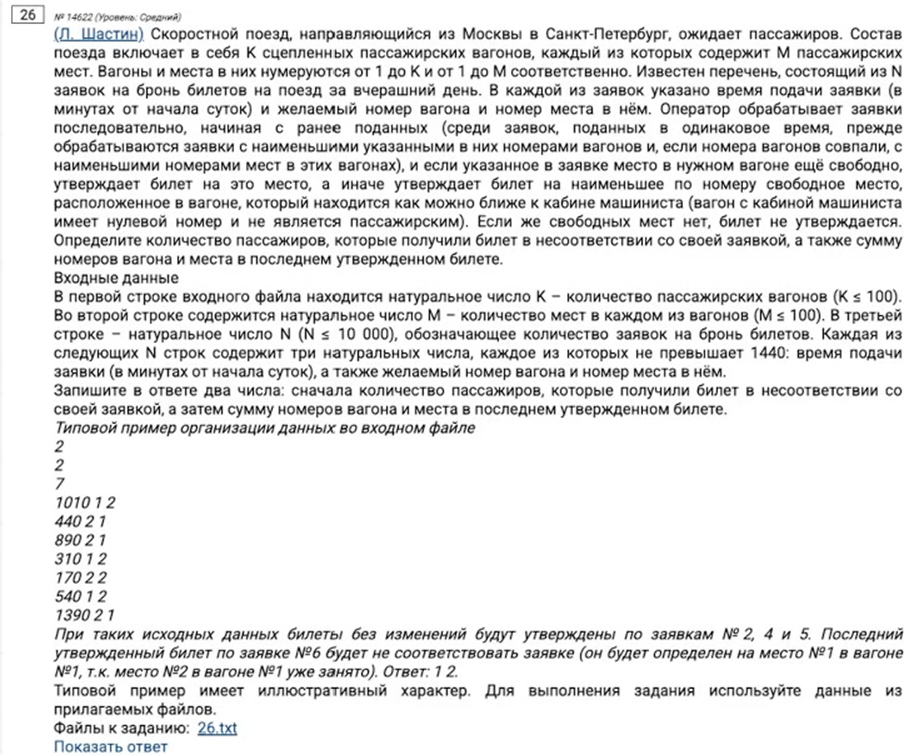 26 № 14622 (Уровень: Средний)
(Л. Шастин) Скоростной поезд, направляющийся из Москвы в Санкт-Петербург, ожидает пассажиров. Состав
поезда включает в себя K сцепленных пассажирских вагонов, каждый из которых содержит M пассажирских
мест. Вагоны и места в них нумеруются от 1 до K и от 1 до M соответственно. Известен перечень, состоящий из N
заявок на бронь билетов на поезд за вчерашний день. В каждой из заявок указано время подачи заявки (в
минутах от начала суток) и желаемый номер вагона и номер места в нём. Оператор обрабатывает заявки
последовательно, начиная с ранее поданных (среди заявок, поданных в одинаковое время, прежде
обрабатываются заявки с наименьшими указанными в них номерами вагонов и, если номера вагонов совпали, с
наименьшими номерами мест в этих вагонах), и если указанное в заявке место в нужном вагоне ещё свободно,
утверждает билет на это место, а иначе утверждает билет на наименьшее по номеру свободное место,
расположенное в вагоне, который находится как можно ближе к кабине машиниста (вагон с кабиной машиниста
имеет нулевой номер и не является пассажирским). Если же свободных мест нет, билет не утверждается.
Определите количество пассажиров, которые получили билет в несоответствии со своей заявкой, а также сумму
номеров вагона и места в последнем утвержденном билете.
Входные данные
В первой строке входного файла находится натуральное число K – количество пассажирских вагонов (K ≤ 100).
Во второй строке содержится натуральное число M – количество мест в каждом из вагонов (M ≤ 100). В третьей
строке – натуральное число N (N ≤ 10 000), обозначающее количество заявок на бронь билетов. Каждая из
следующих N строк содержит три натуральных числа, каждое из которых не превышает 1440: время подачи
заявки (в минутах от начала суток), а также желаемый номер вагона и номер места в нём.
Запишите в ответе два числа: сначала количество пассажиров, которые получили билет в несоответствии со
своей заявкой, а затем сумму номеров вагона и места в последнем утвержденном билете.
Типовой пример организации данных во входном файле
2
2
7
1010 1 2
440 2 1
890 2 1
310 1 2
170 2 2
540 1 2
1390 2 1
При таких исходных данных билеты без изменений будут утверждены по заявкам № 2, 4 и 5. Последний
утвержденный билет по заявке №6 будет не соответствовать заявке (он будет определен на место №1 в вагоне
№1, т.к. место №2 в вагоне №1 уже занято). Ответ: 1 2.
Типовой пример имеет иллюстративный характер. Для выполнения задания используйте данные из
прилагаемых файлов.
Файлы к заданию: 26.txt
Показать ответ